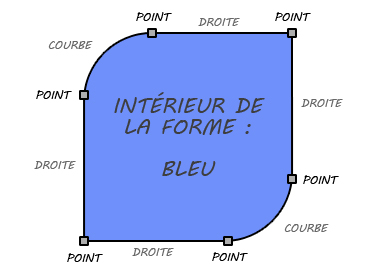 POINT
DROITE
POINT
COURBE
POINT
DROITE
INTÉRIEUR DE
LA FORME :
BLEU
DROITE
POINT
COURBE
POINT
DROITE
POINT